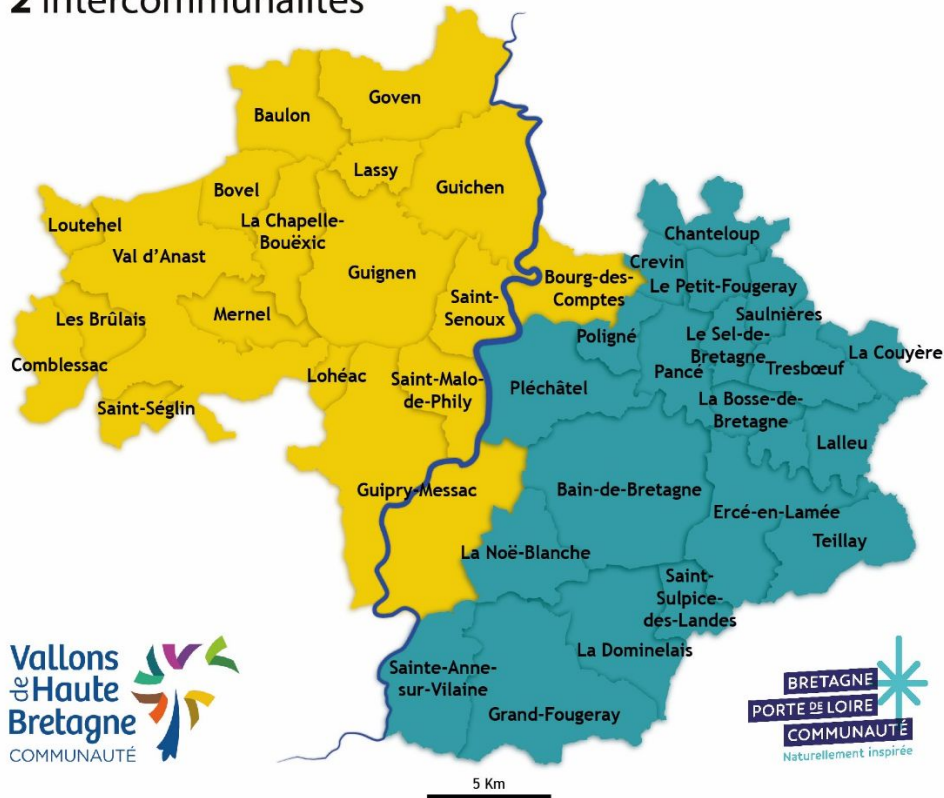 2 Intercommunalités
Goven
Baulon
Lassy
Bovel
Guichen
La Chapelle-
Bouëxic
Loutehel
Val d'Anast
Guignen
Chanteloup
Crevin
Bourg-des-
Comptes
Le Petit-Fougeray
Saint-
Senoux
Mernel
Les Brûlais
Saulnières
Poligné
Le Sel-de-
Bretagne
La Couyère
Comblessac
Lohéac
Saint-Malo-
de-Phily
Pléchâtel
Pancé
Tresbœuf
Saint-Séglin
La Bosse-de-
Bretagne
Lalleu
Guipry-Messac
Bain-de-Bretagne
Ercé-en-Lamée
Teillay
La Noë-Blanche
Saint-
Sulpice-
des-Landes
La Dominelais
Sainte-Anne-
sur-Vilaine
Grand-Fougeray
Vallons
de Haute
Bretagne
COMMUNAUTÉ
BRETAGNE
PORTE DE LOIRE
COMMUNAUTÉ
Naturellement inspirée
5 Km